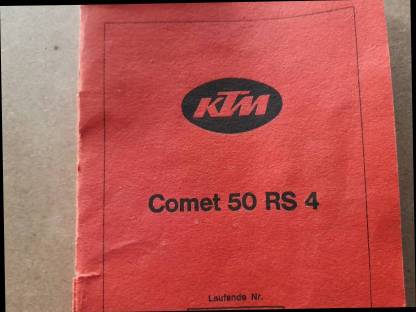 KTM
Comet 50 RS 4
Laufende Nr.